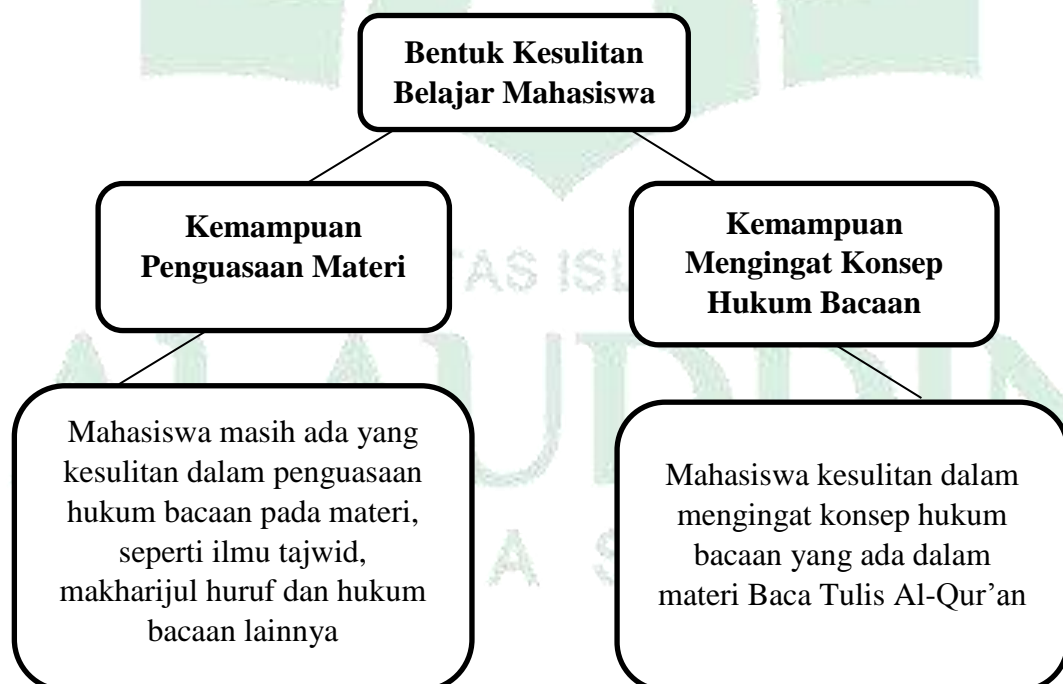 Bentuk Kesulitan
Belajar Mahasiswa
Kemampuan
Penguasaan Materi
Kemampuan
Mengingat Konsep
Hukum Bacaan
Mahasiswa masih ada yang
kesulitan dalam penguasaan
hukum bacaan pada materi,
seperti ilmu tajwid,
makharijul huruf dan hukum
bacaan lainnya
Mahasiswa kesulitan dalam
mengingat konsep hukum
bacaan yang ada dalam
materi Baca Tulis Al-Qur’an